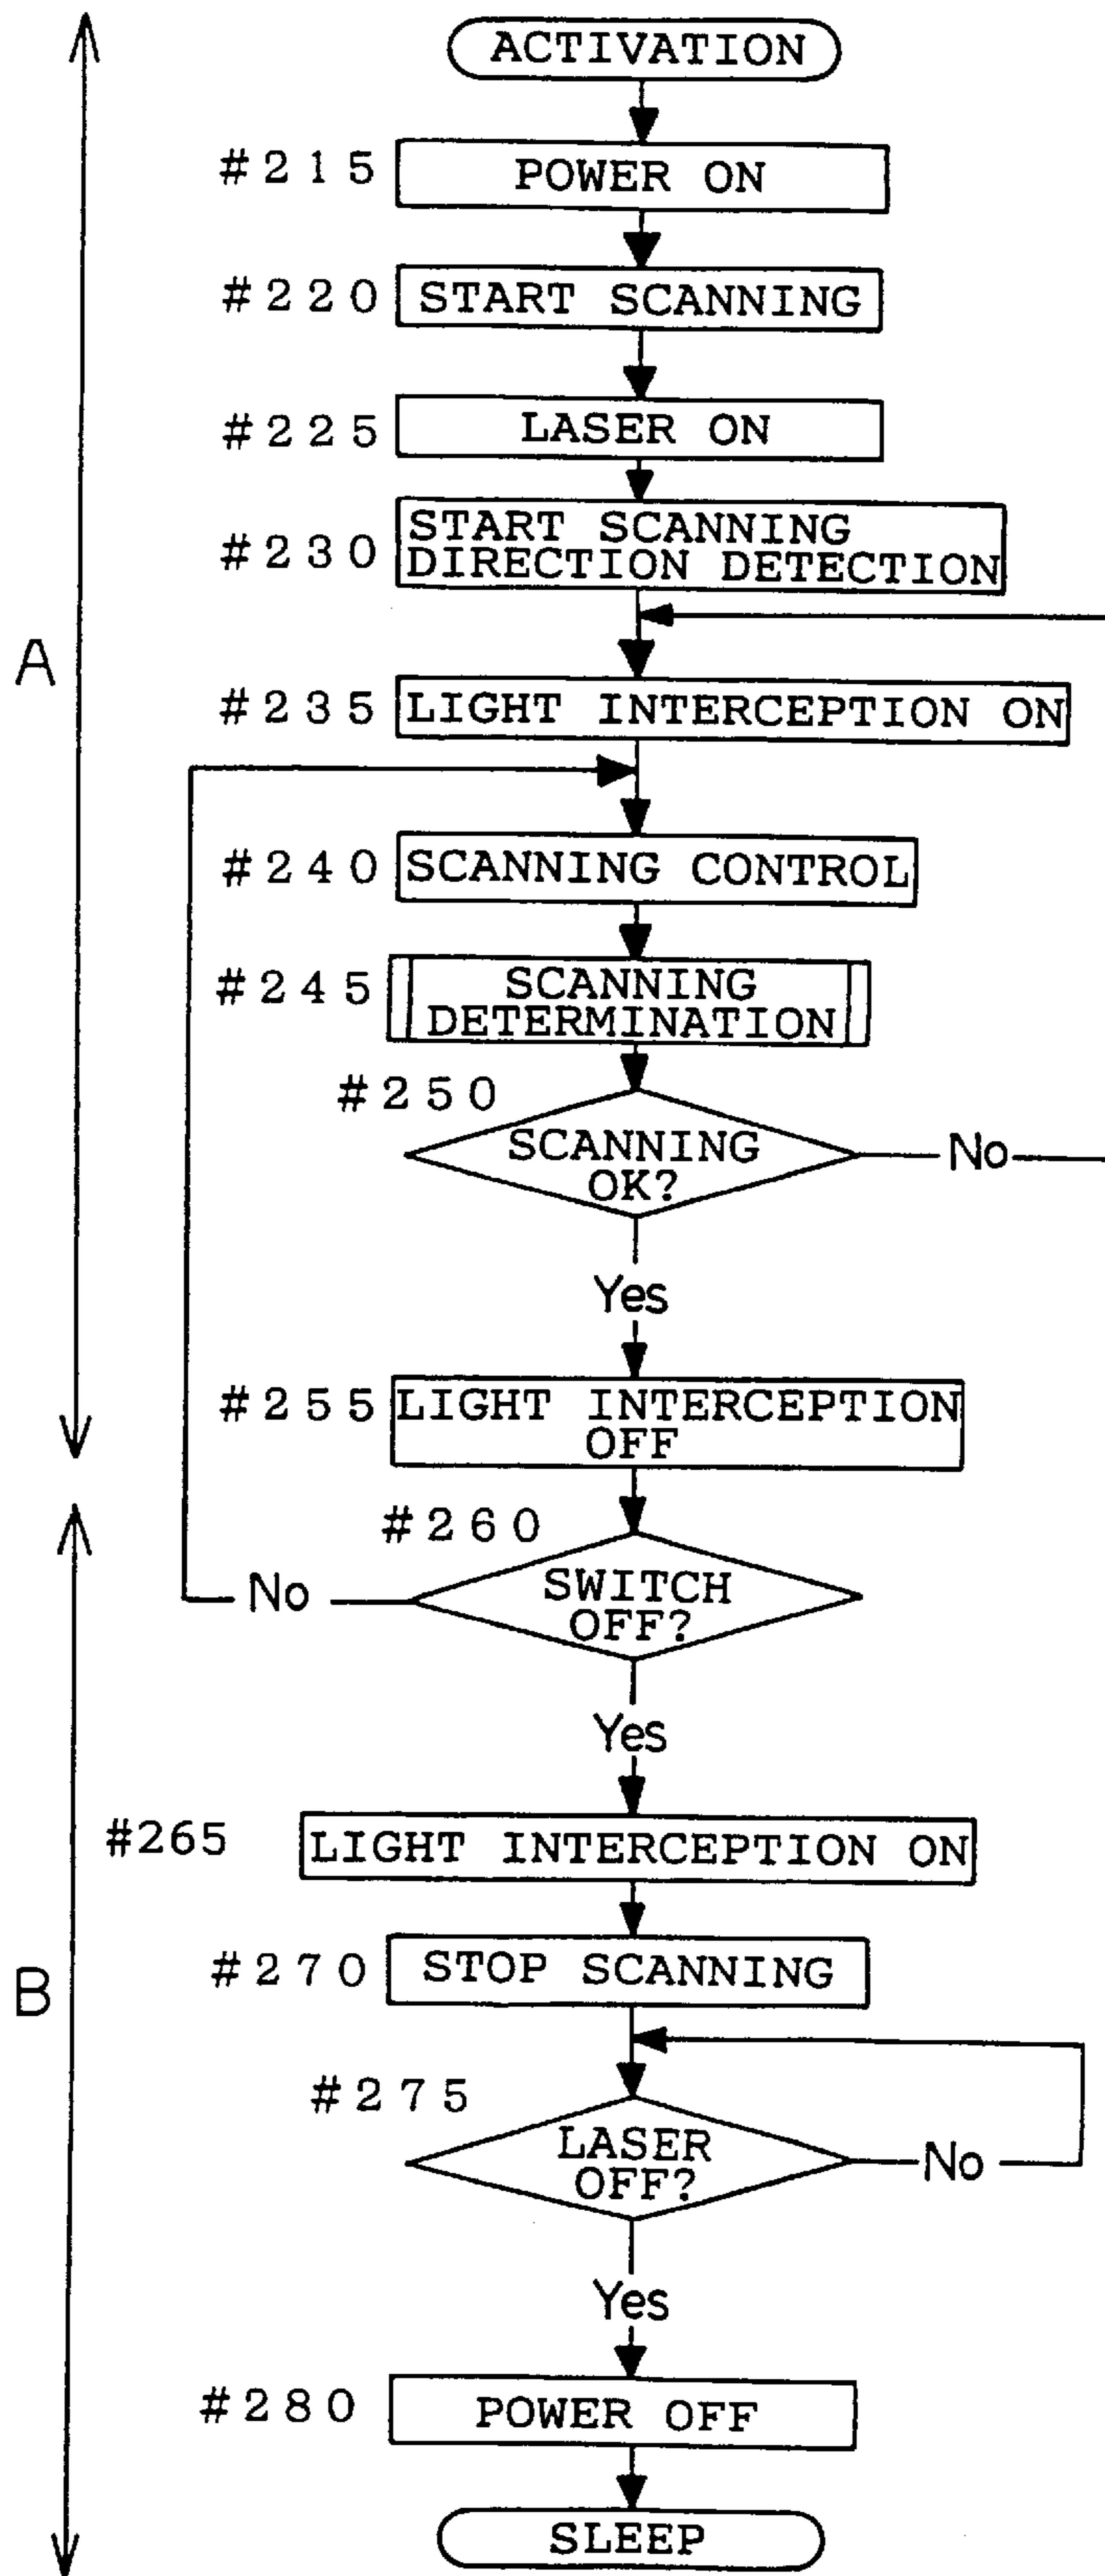 ACTIVATION
#215 POWER ON
#220 START SCANNING
#225 LASER ON
#230 START SCANNING
DIRECTION DETECTION
A
#235 LIGHT INTERCEPTION ON
#240 SCANNING CONTROL
#245 SCANNING
DETERMINATION
#250
SCANNING
OK?
No
Yes
#255 LIGHT INTERCEPTION
OFF
#260
SWITCH
OFF?
No
Yes
#265 LIGHT INTERCEPTION ON
#270 STOP SCANNING
B
#275
LASER
OFF?
No
Yes
#280 POWER OFF
SLEEP